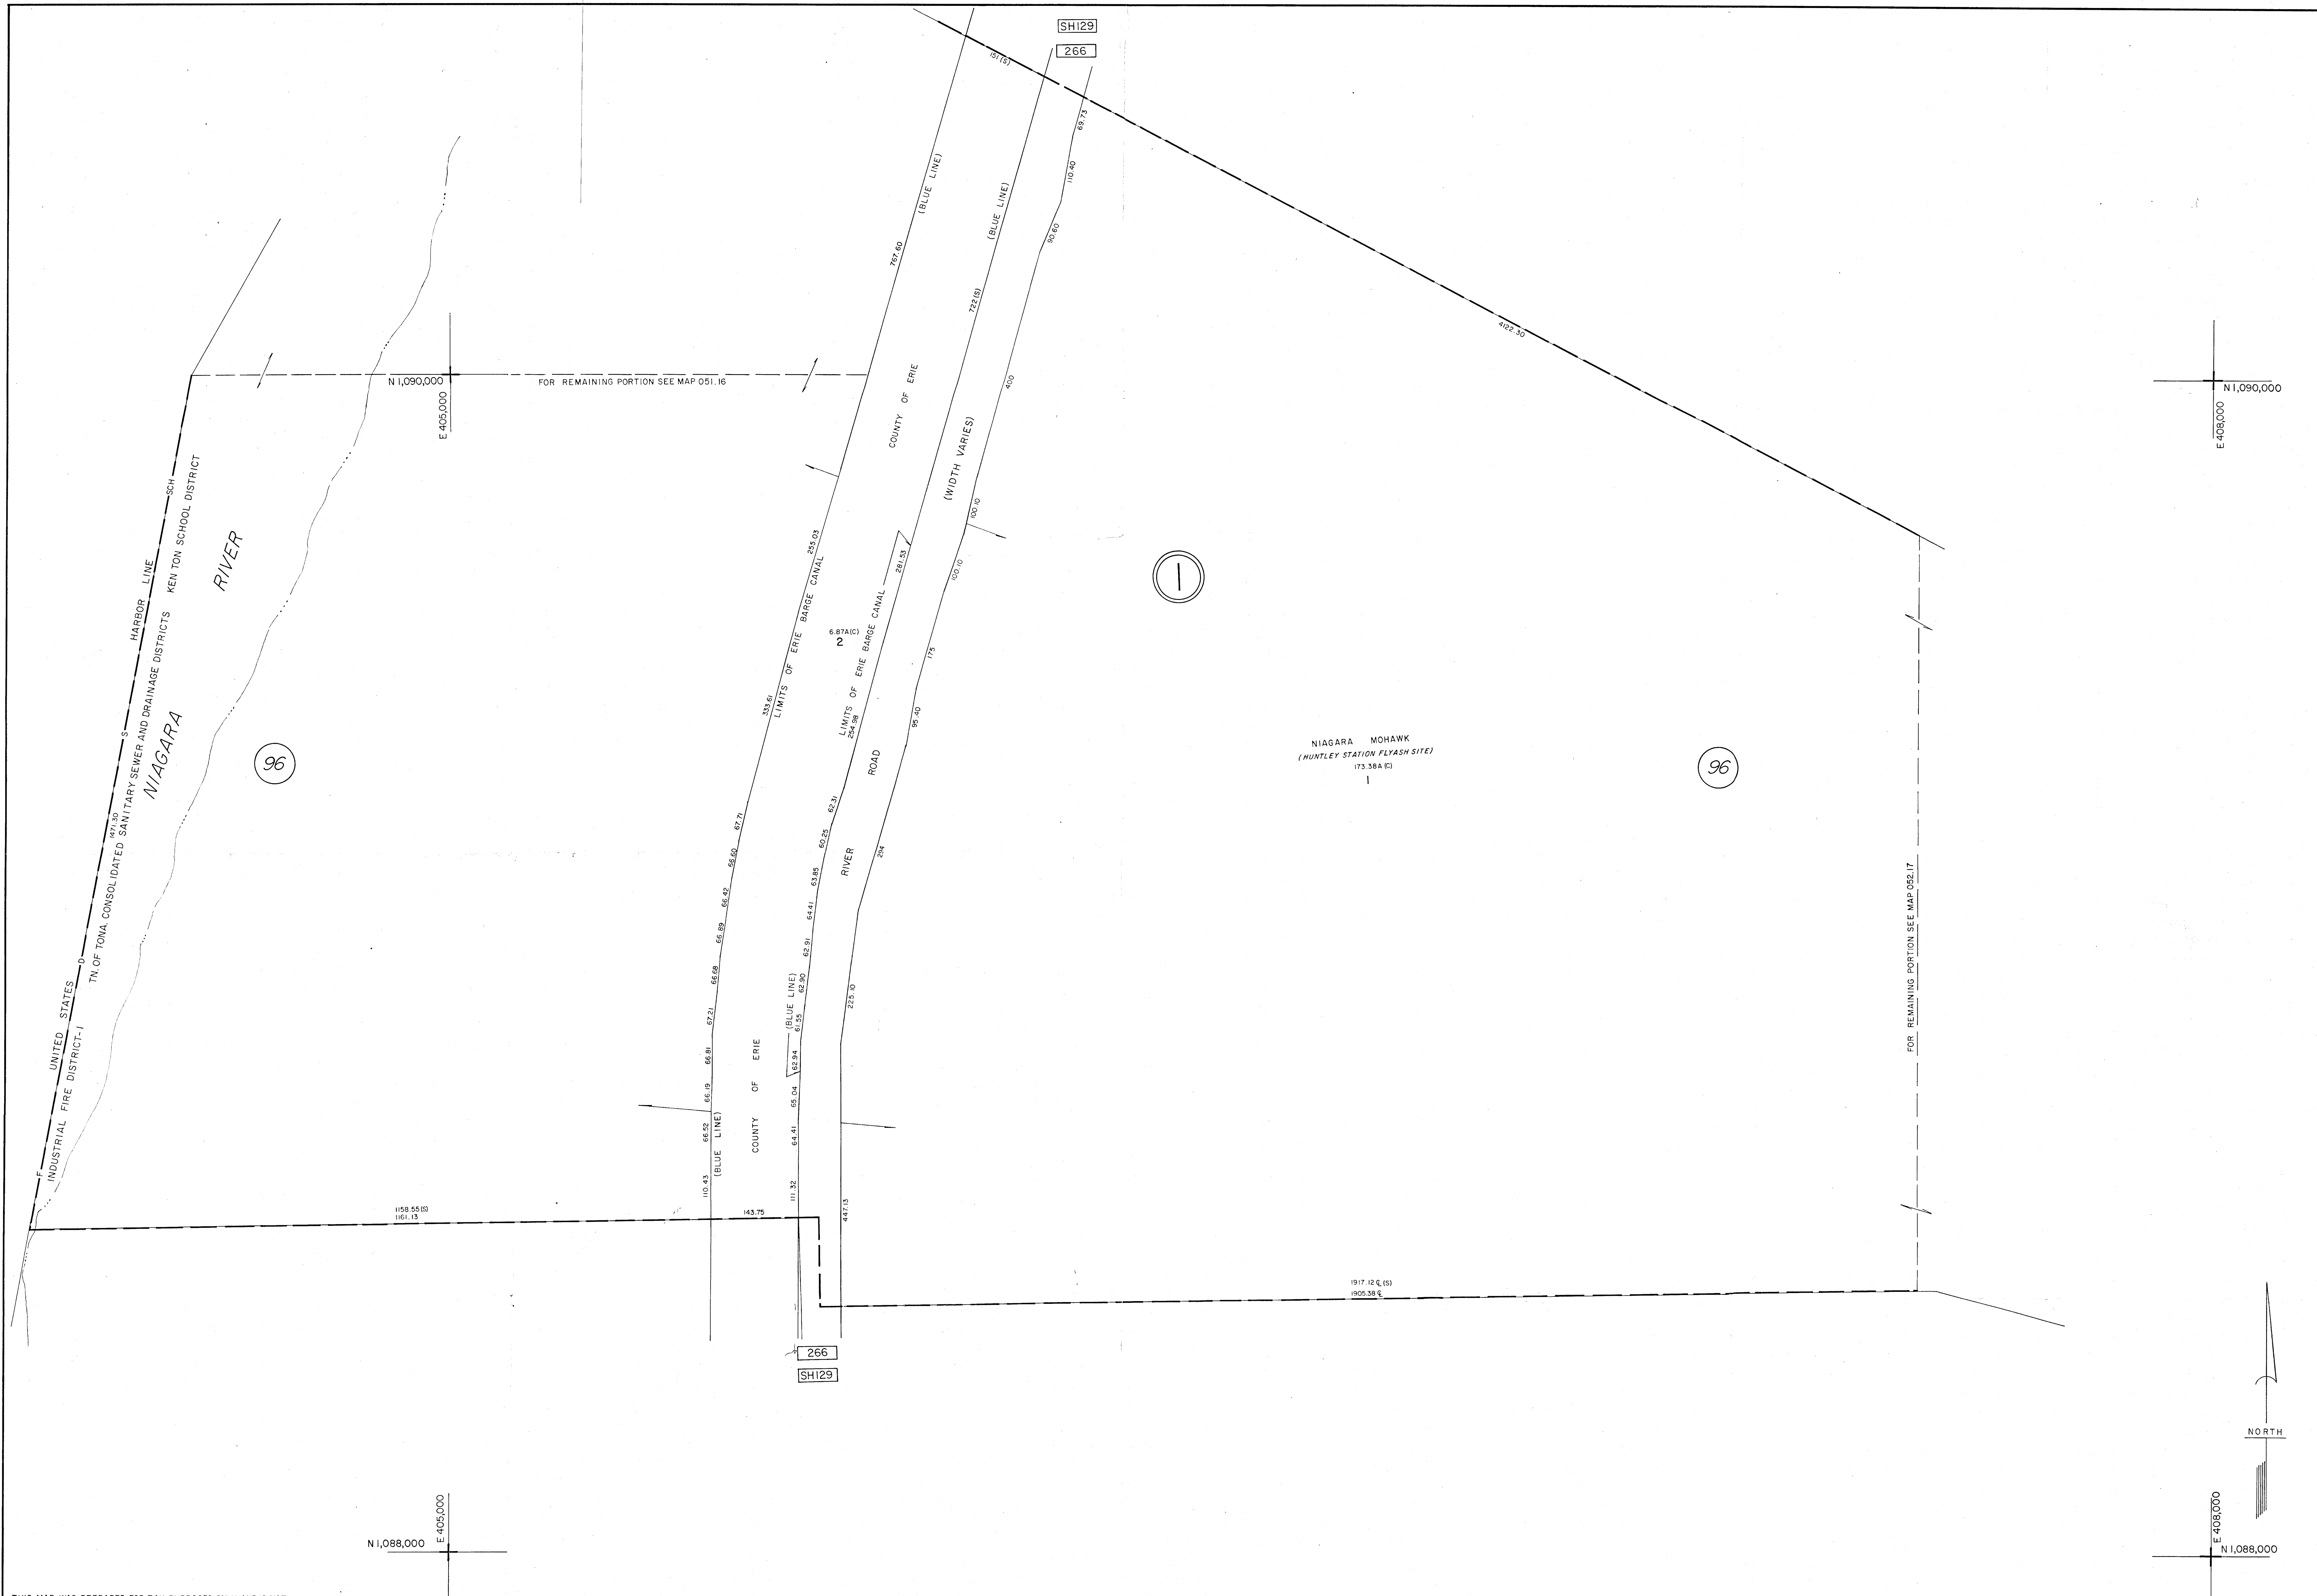 SH129
266
151 (S)
69.73
110.40
90.60
(BLUE LINE)
(BLUE LINE)
767.60
722 (S)
4122.30
400
N 1,090,000
E 405,000
FOR REMAINING PORTION SEE MAP 051.16
N 1,090,000
E 408,000
COUNTY OF ERIE
(WIDTH VARIES)
100.10
100.10
255.03
281.53
LIMITS OF ERIE BARGE CANAL
LIMITS OF ERIE BARGE CANAL
333.61
254.98
175
95.40
6.87A(C)
2
1
SCH
UNITED STATES HARBOR LINE
KEN TON SCHOOL DISTRICT
TN. OF TONA. CONSOLIDATED SANITARY SEWER AND DRAINAGE DISTRICTS
S
D
F
1471.30
INDUSTRIAL FIRE DISTRICT-1
NIAGARA RIVER
96
NIAGARA MOHAWK
(HUNTLEY STATION FLYASH SITE)
173.38A (C)
1
96
RIVER ROAD
62.31
60.25
63.85
64.41
62.91
62.90
61.55
62.94
65.04
64.41
111.32
294
225.10
447.13
67.71
66.60
66.42
66.89
66.68
67.21
66.81
66.19
66.52
110.43
(BLUE LINE)
(BLUE LINE)
COUNTY OF ERIE
FOR REMAINING PORTION SEE MAP 052.17
1158.55 (S)
1161.13
143.75
1917.12 ℄ (S)
1905.38 ℄
266
SH129
NORTH
E 405,000
N 1,088,000
E 408,000
N 1,088,000